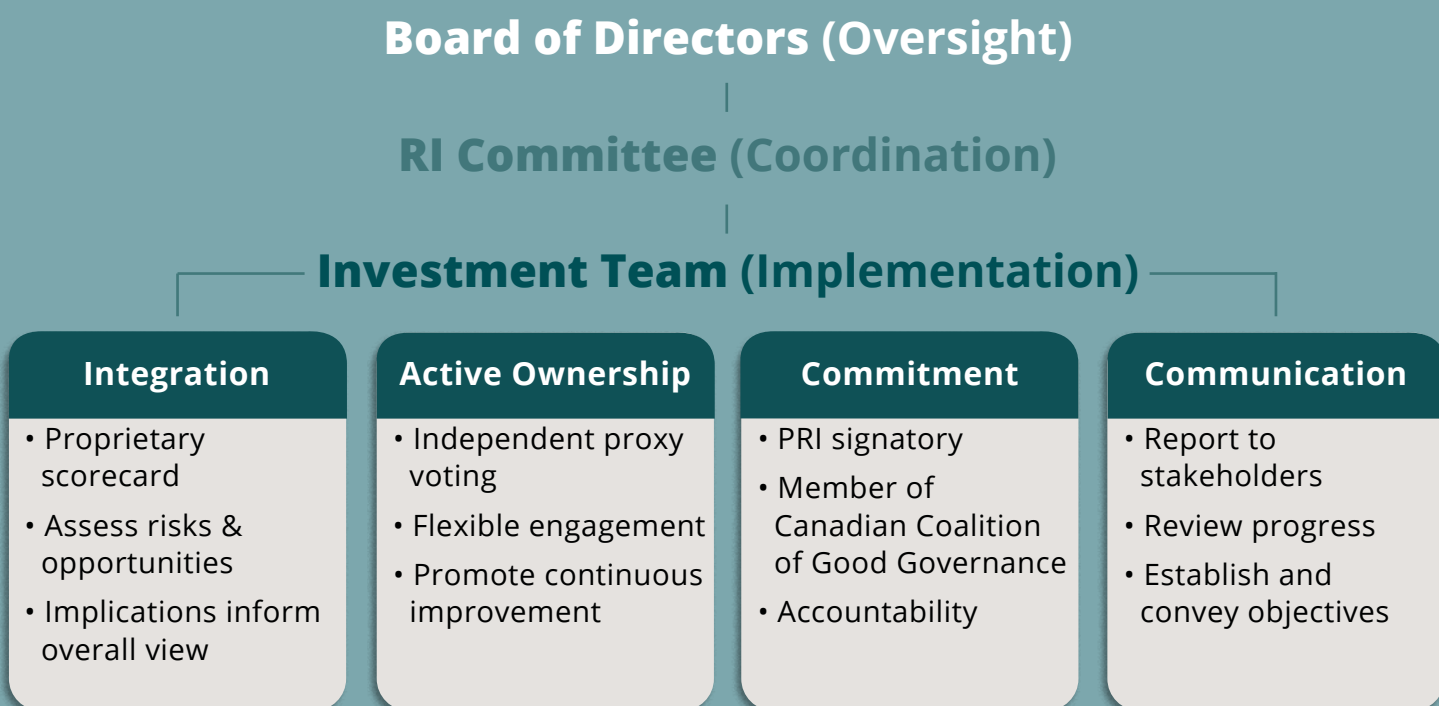 Board of Directors (Oversight)
RI Committee (Coordination)
Investment Team (Implementation)
Integration
• Proprietary
scorecard
• Assess risks &
opportunities
• Implications inform
overall view
Active Ownership
• Independent proxy
voting
• Flexible engagement
• Promote continuous
improvement
Commitment
• PRI signatory
• Member of
Canadian Coalition
of Good Governance
• Accountability
Communication
• Report to
stakeholders
• Review progress
• Establish and
convey objectives